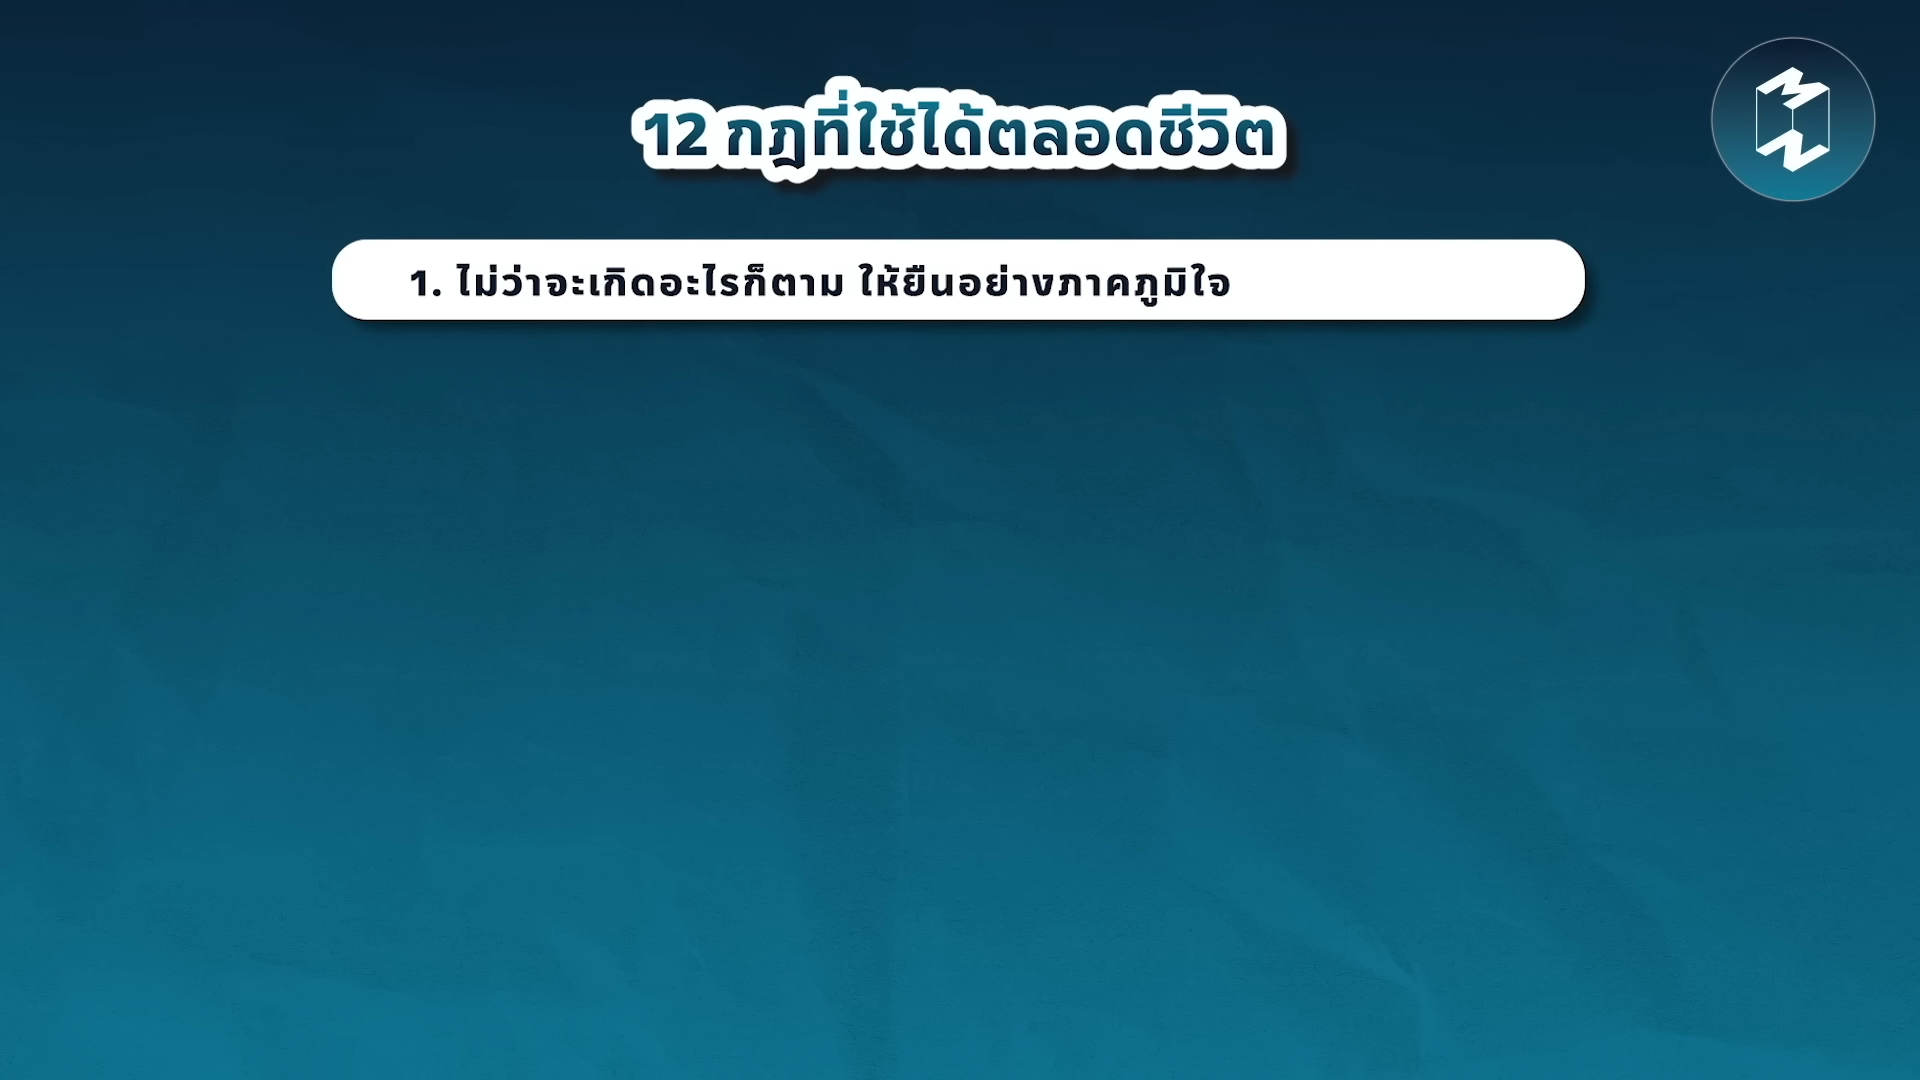 12 กฎที่ใช้ได้ตลอดชีวิต
1. ไม่ว่าจะเกิดอะไรก็ตาม ให้ยืนอย่างภาคภูมิใจ